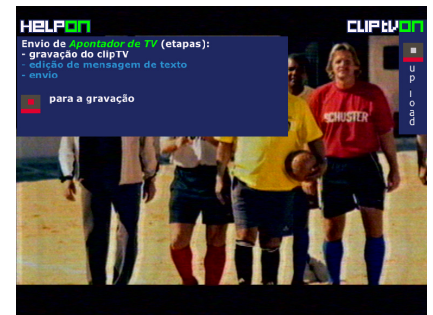 HELPON
CLIPtvON
Envio de Apontador de TV (etapas):
- gravação do clipTV
- edição de mensagem de texto
- envio
para a gravação
up load
SCHUSTER